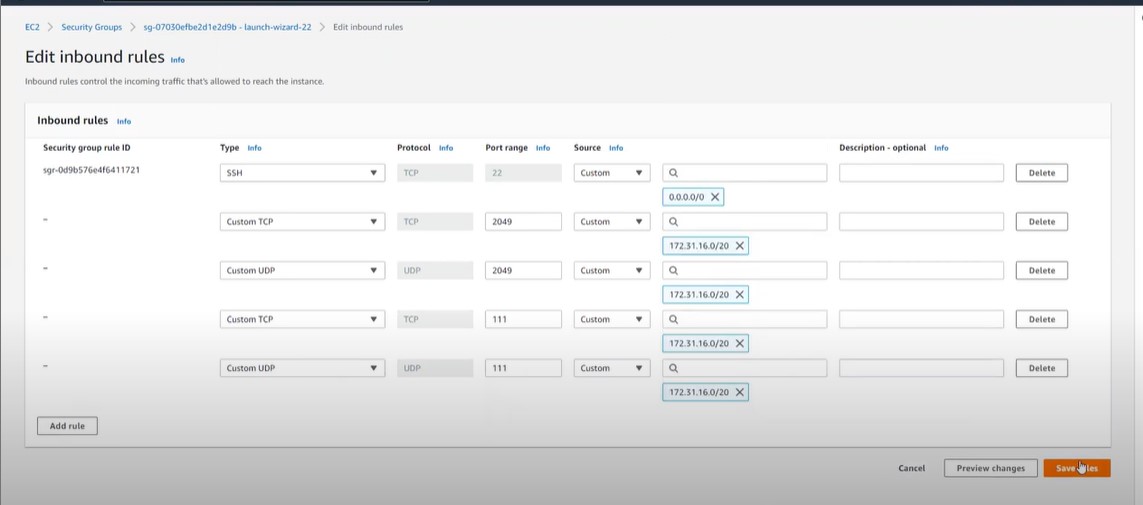 EC2 > Security Groups > sg-07030efbe2d1e2d9b - launch-wizard-22 > Edit inbound rules
Edit inbound rules Info
Inbound rules control the incoming traffic that's allowed to reach the instance.
Inbound rules Info
Security group rule ID Type Info Protocol Info Port range Info Source Info Description - optional Info
sgr-0d9b576e4f6411721 SSH TCP 22 Custom Delete
0.0.0.0/0 X
- Custom TCP TCP 2049 Custom Delete
172.31.16.0/20 X
- Custom UDP UDP 2049 Custom Delete
172.31.16.0/20 X
- Custom TCP TCP 111 Custom Delete
172.31.16.0/20 X
- Custom UDP UDP 111 Custom Delete
172.31.16.0/20 X
Add rule
Cancel Preview changes Save